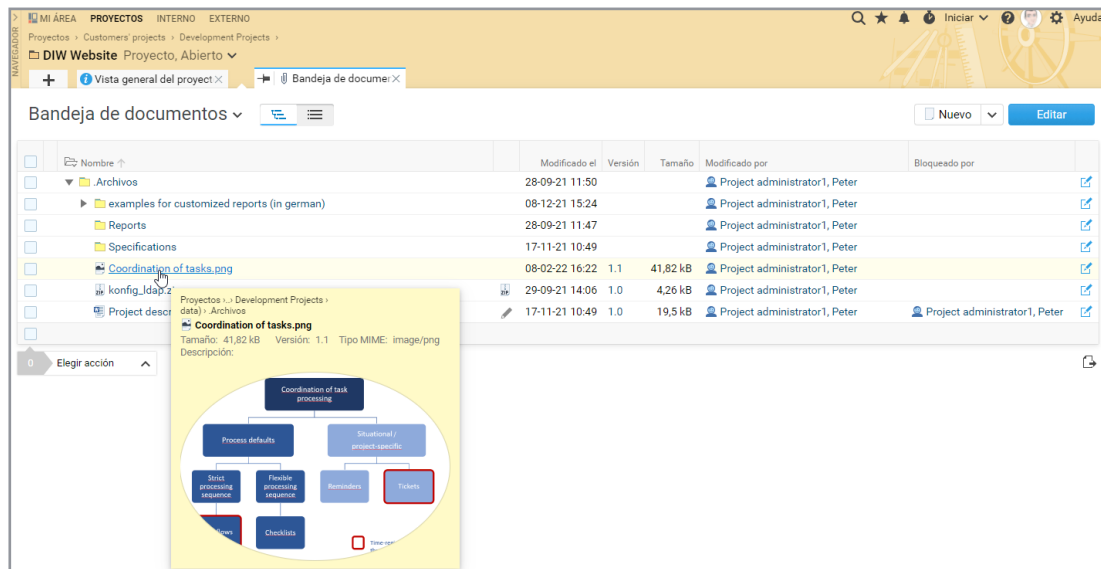 NAVEGADOR
MI ÁREA PROYECTOS INTERNO EXTERNO Iniciar Ayuda
Proyectos › Customers' projects › Development Projects ›
DIW Website Proyecto, Abierto
+ Vista general del proyect × Bandeja de documer ×
Bandeja de documentos Nuevo Editar
Nombre Modificado el Versión Tamaño Modificado por Bloqueado por
.Archivos 28-09-21 11:50 Project administrator1, Peter
examples for customized reports (in german) 08-12-21 15:24 Project administrator1, Peter
Reports 28-09-21 11:47 Project administrator1, Peter
Specifications 17-11-21 10:49 Project administrator1, Peter
Coordination of tasks.png 08-02-22 16:22 1.1 41,82 kB Project administrator1, Peter
konfig_ldap.z ZIP 29-09-21 14:06 1.0 4,26 kB Project administrator1, Peter
Project descr 17-11-21 10:49 1.0 19,5 kB Project administrator1, Peter Project administrator1, Peter
0 Elegir acción
Proyectos ›..› Development Projects ›
data) › .Archivos
Coordination of tasks.png
Tamaño: 41,82 kB Versión: 1.1 Tipo MIME: image/png
Descripción:
Coordination of task
processing
Process defaults
Situational /
project-specific
Strict
processing
sequence
Flexible
processing
sequence
Reminders
Tickets
Checklists
Time